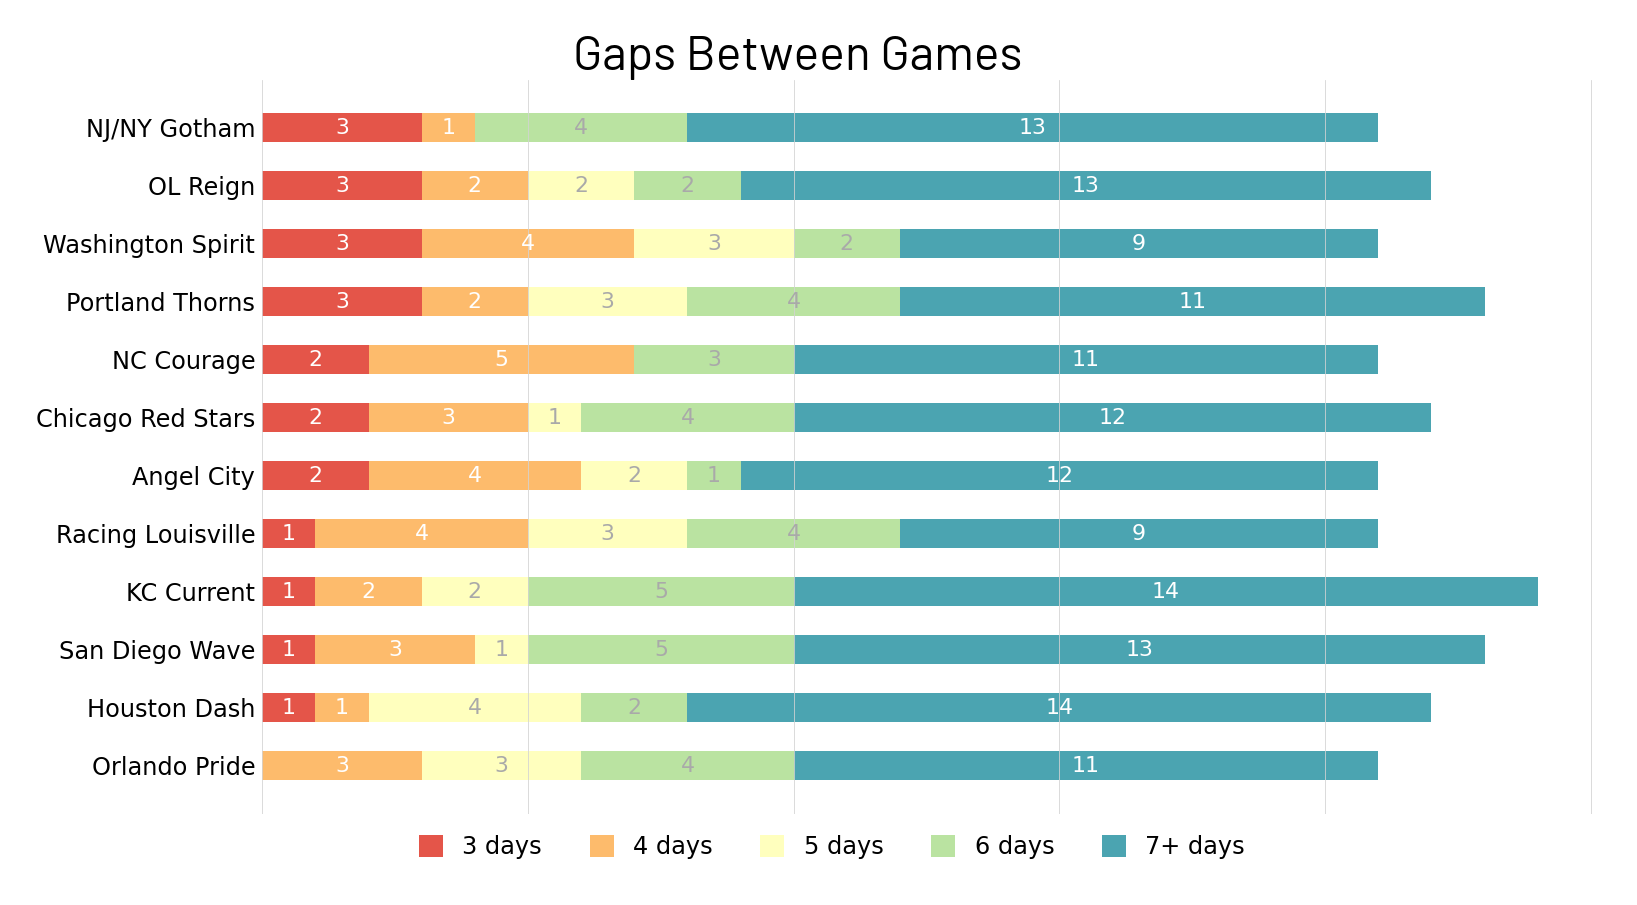 Gaps Between Games
NJ/NY Gotham 3 1 4 13
OL Reign 3 2 2 2 13
Washington Spirit 3 4 3 2 9
Portland Thorns 3 2 3 4 11
NC Courage 2 5 3 11
Chicago Red Stars 2 3 1 4 12
Angel City 2 4 2 1 12
Racing Louisville 1 4 3 4 9
KC Current 1 2 2 5 14
San Diego Wave 1 3 1 5 13
Houston Dash 1 1 4 2 14
Orlando Pride 3 3 4 11
3 days 4 days 5 days 6 days 7+ days